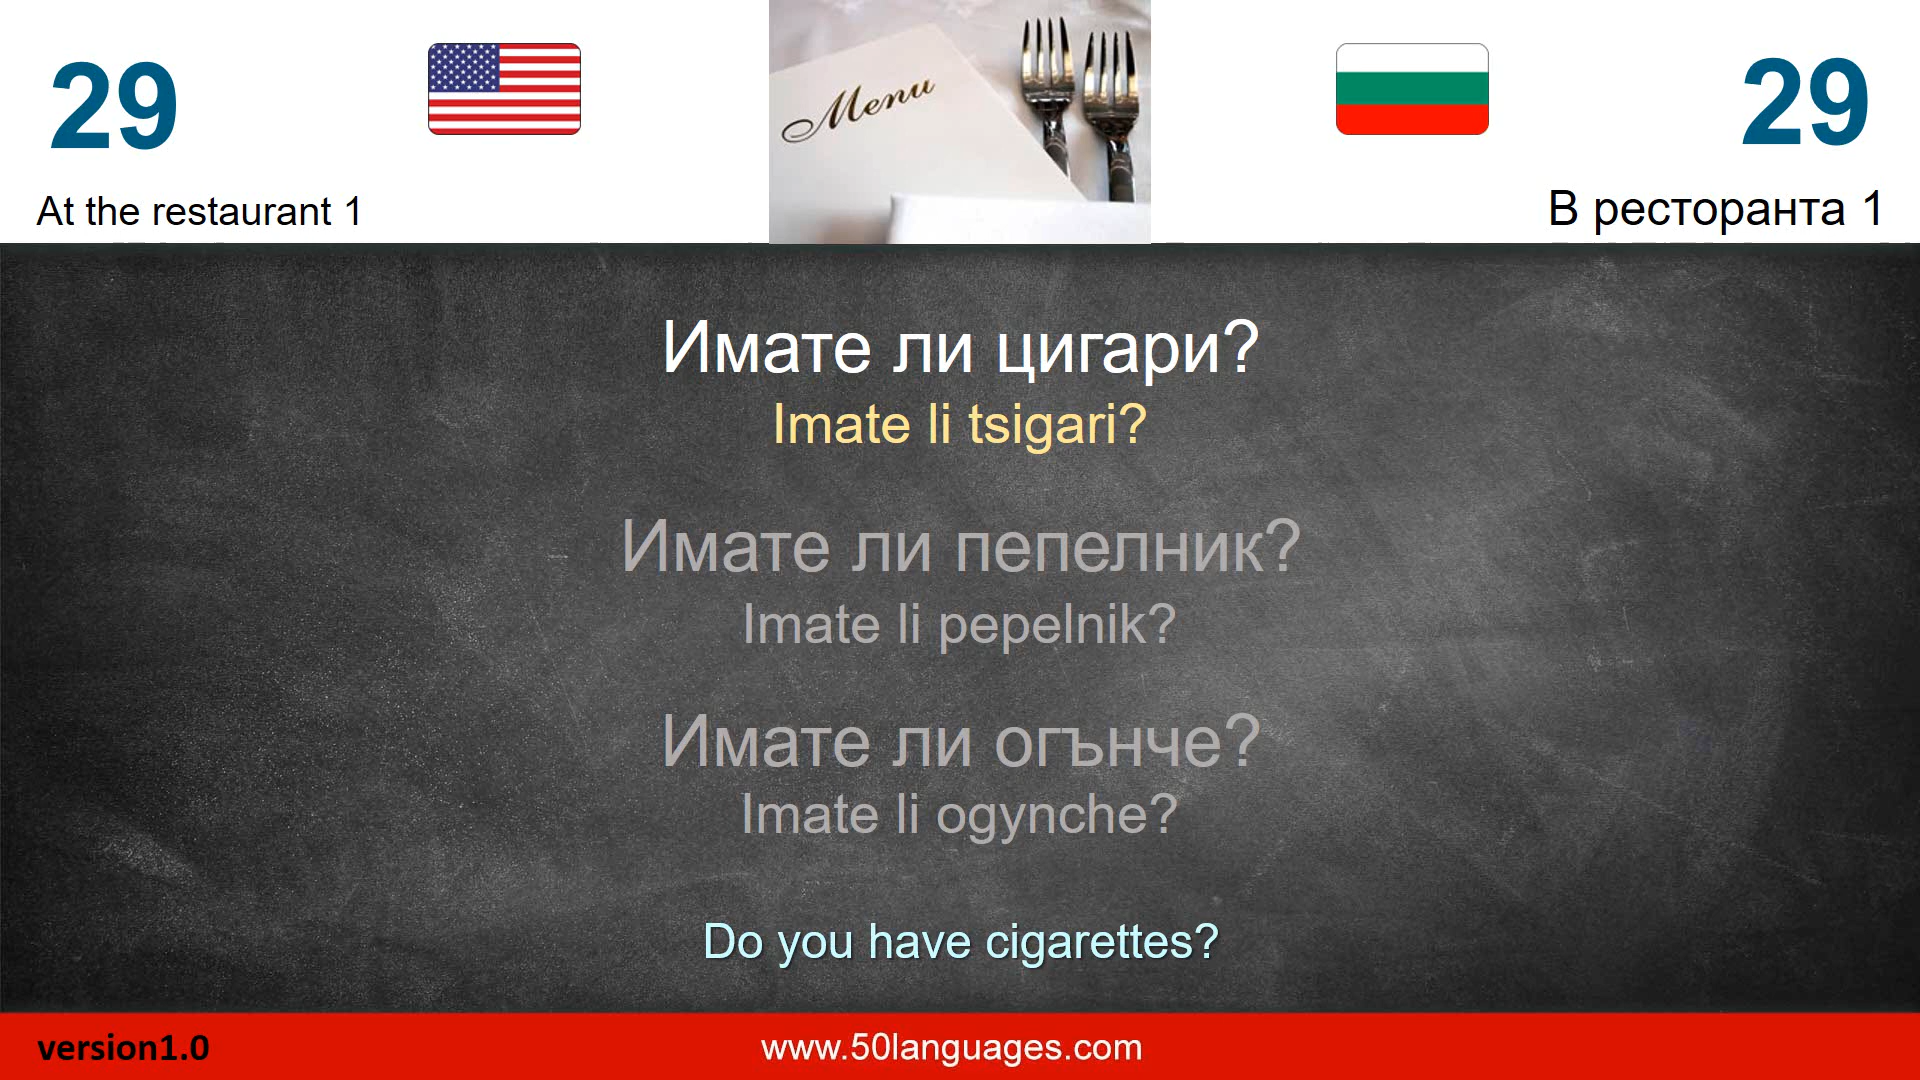 29
29
Menu
At the restaurant 1
В ресторанта 1
Имате ли цигари?
Imate li tsigari?
Имате ли пепелник?
Imate li pepelnik?
Имате ли огънче?
Imate li ogynche?
Do you have cigarettes?
version1.0
www.50languages.com